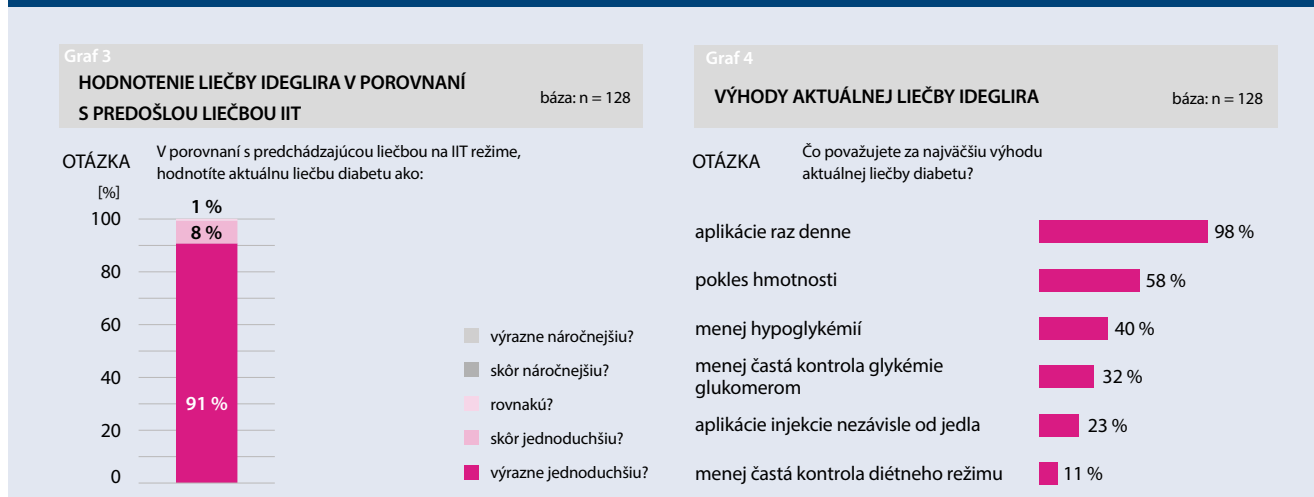 Graf 3
HODNOTENIE LIEČBY IDEGLIRA V POROVNANÍ
S PREDOŠLOU LIEČBOU IIT
báza: n = 128
OTÁZKA
V porovnaní s predchádzajúcou liečbou na IIT režime,
hodnotíte aktuálnu liečbu diabetu ako:
[%]
100
80
60
40
20
0
1 %
8 %
91 %
výrazne náročnejšiu?
skôr náročnejšiu?
rovnakú?
skôr jednoduchšiu?
výrazne jednoduchšiu?
Graf 4
VÝHODY AKTUÁLNEJ LIEČBY IDEGLIRA
báza: n = 128
OTÁZKA
Čo považujete za najväčšiu výhodu
aktuálnej liečby diabetu?
aplikácie raz denne
98 %
pokles hmotnosti
58 %
menej hypoglykémií
40 %
menej častá kontrola glykémie
glukomerom
32 %
aplikácie injekcie nezávisle od jedla
23 %
menej častá kontrola diétneho režimu
11 %